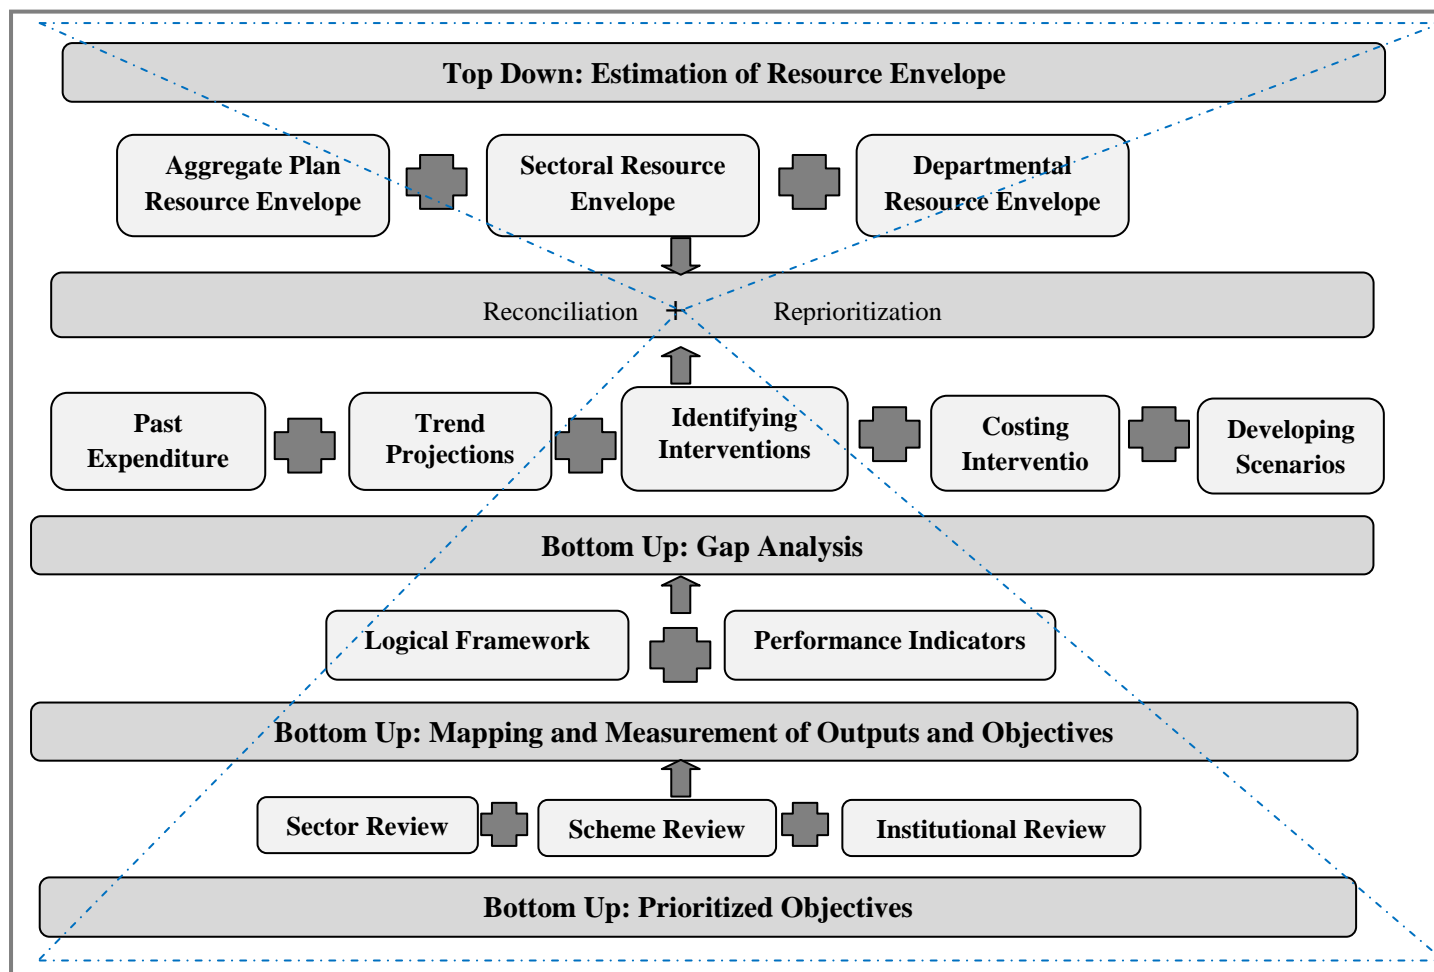 Top Down: Estimation of Resource Envelope
Aggregate Plan
Resource Envelope
Sectoral Resource
Envelope
Departmental
Resource Envelope
Reconciliation + Reprioritization
Past
Expenditure
Trend
Projections
Identifying
Interventions
Costing
Interventio
Developing
Scenarios
Bottom Up: Gap Analysis
Logical Framework
Performance Indicators
Bottom Up: Mapping and Measurement of Outputs and Objectives
Sector Review
Scheme Review
Institutional Review
Bottom Up: Prioritized Objectives